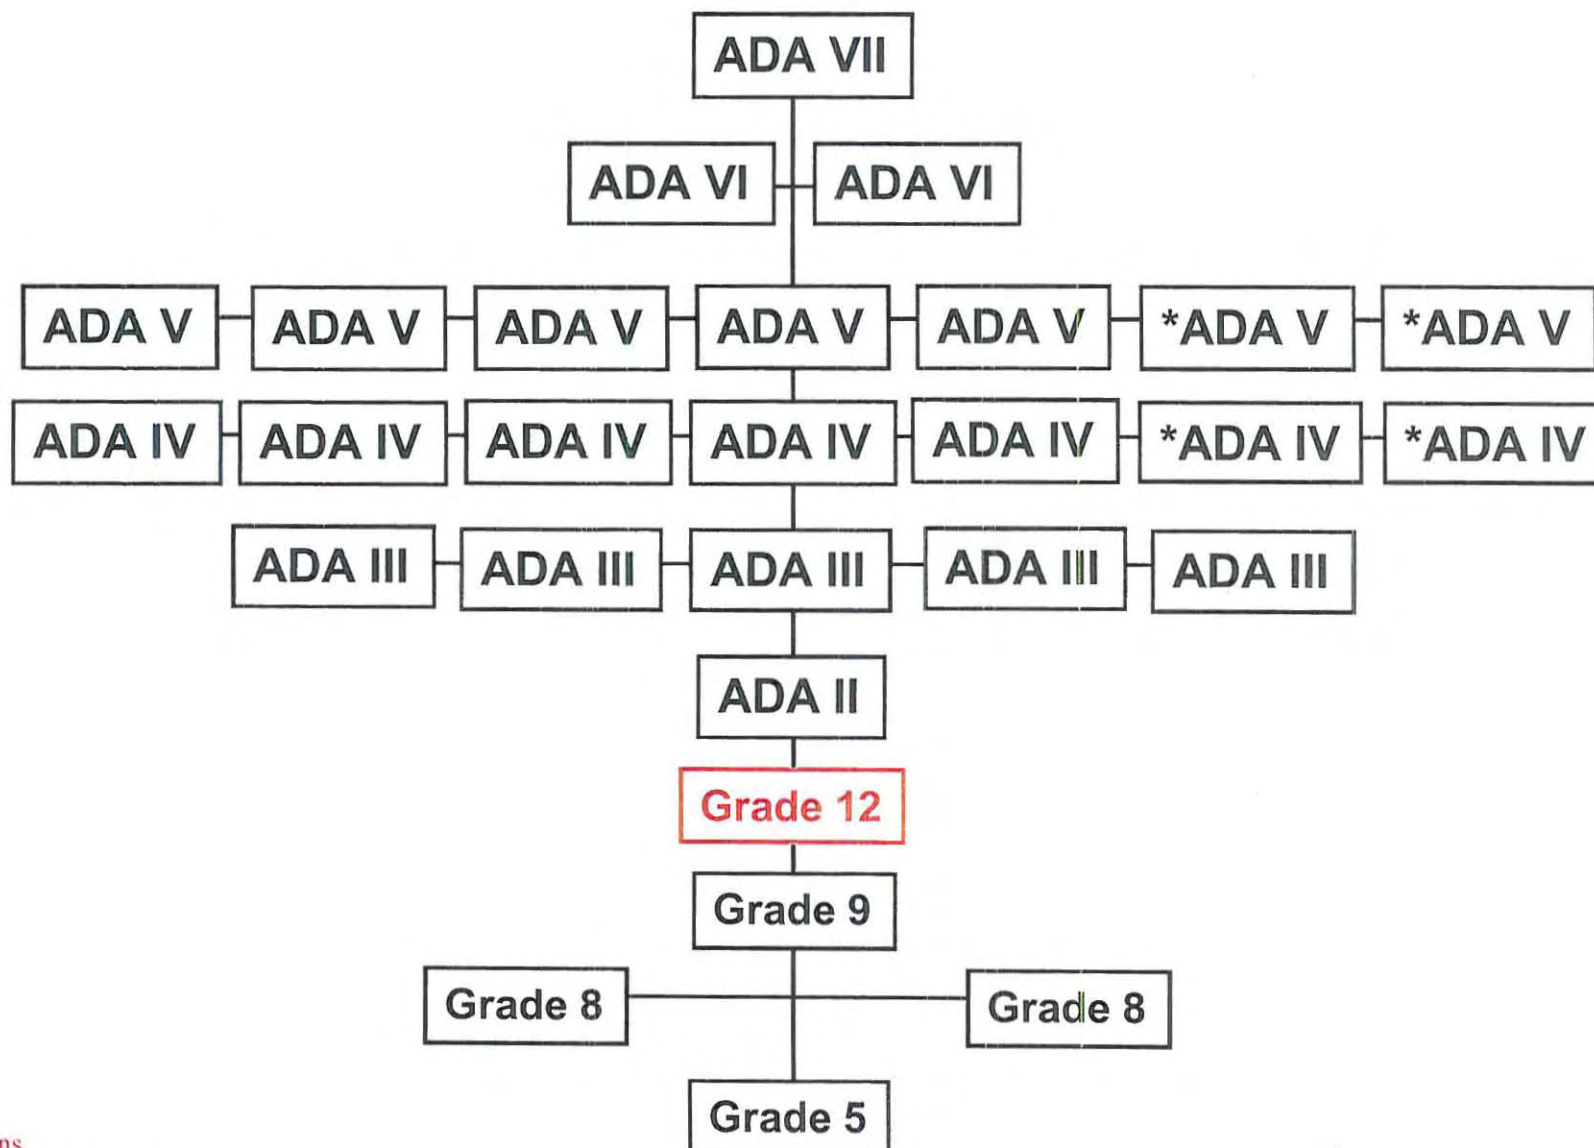 ADA VII
ADA VI ADA VI
ADA V ADA V ADA V ADA V ADA V *ADA V *ADA V
ADA IV ADA IV ADA IV ADA IV ADA IV *ADA IV *ADA IV
ADA III ADA III ADA III ADA III ADA III
ADA II
Grade 12
Grade 9
Grade 8 Grade 8
Grade 5